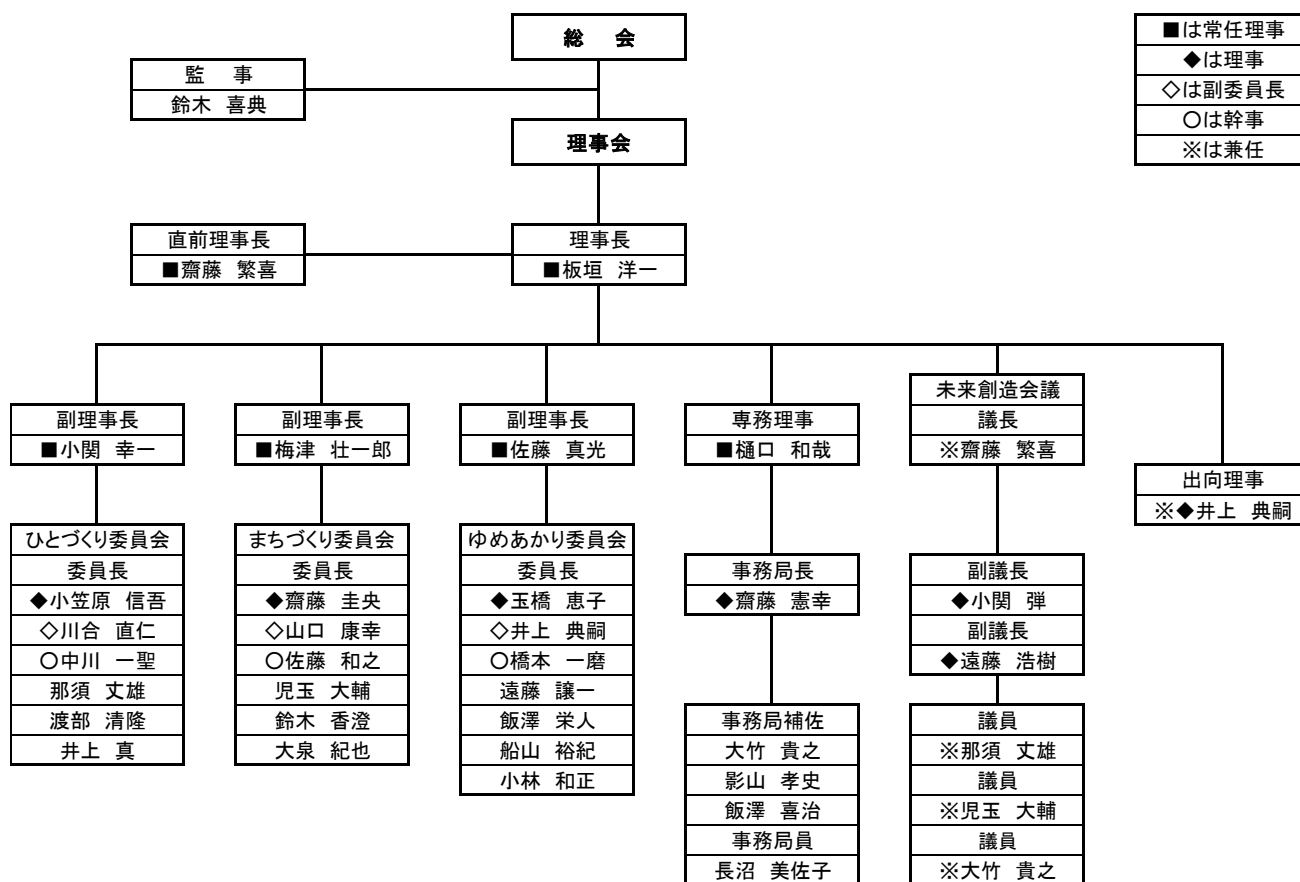 総 会
監 事
鈴木 喜典
理事会
■は常任理事
◆は理事
◇は副委員長
○は幹事
※は兼任
直前理事長
■齋藤 繁喜
理事長
■板垣 洋一
副理事長
■小関 幸一
ひとづくり委員会
委員長
◆小笠原 信吾
◇川合 直仁
○中川 一聖
那須 丈雄
渡部 清隆
井上 真
副理事長
■梅津 壮一郎
まちづくり委員会
委員長
◆齋藤 圭央
◇山口 康幸
○佐藤 和之
児玉 大輔
鈴木 香澄
大泉 紀也
副理事長
■佐藤 真光
ゆめあかり委員会
委員長
◆玉橋 恵子
◇井上 典嗣
○橋本 一磨
遠藤 譲一
飯澤 栄人
船山 裕紀
小林 和正
専務理事
■樋口 和哉
事務局長
◆齋藤 憲幸
事務局補佐
大竹 貴之
影山 孝史
飯澤 喜治
事務局員
長沼 美佐子
未来創造会議
議長
※齋藤 繁喜
副議長
◆小関 弾
副議長
◆遠藤 浩樹
議員
※那須 丈雄
議員
※児玉 大輔
議員
※大竹 貴之
出向理事
※◆井上 典嗣